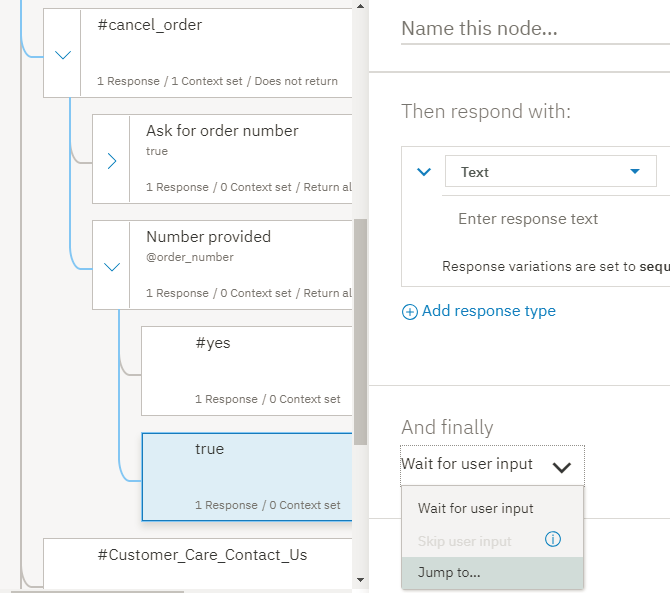 #cancel_order
1 Response / 1 Context set / Does not return
Ask for order number
true
1 Response / 0 Context set / Return al
Number provided
@order_number
1 Response / 0 Context set / Return al
#yes
1 Response / 0 Context set
true
1 Response / 0 Context set
#Customer_Care_Contact_Us
Name this node...
Then respond with:
Text
Enter response text
Response variations are set to sequ
Add response type
And finally
Wait for user input
Wait for user input
Skip user input
Jump to...